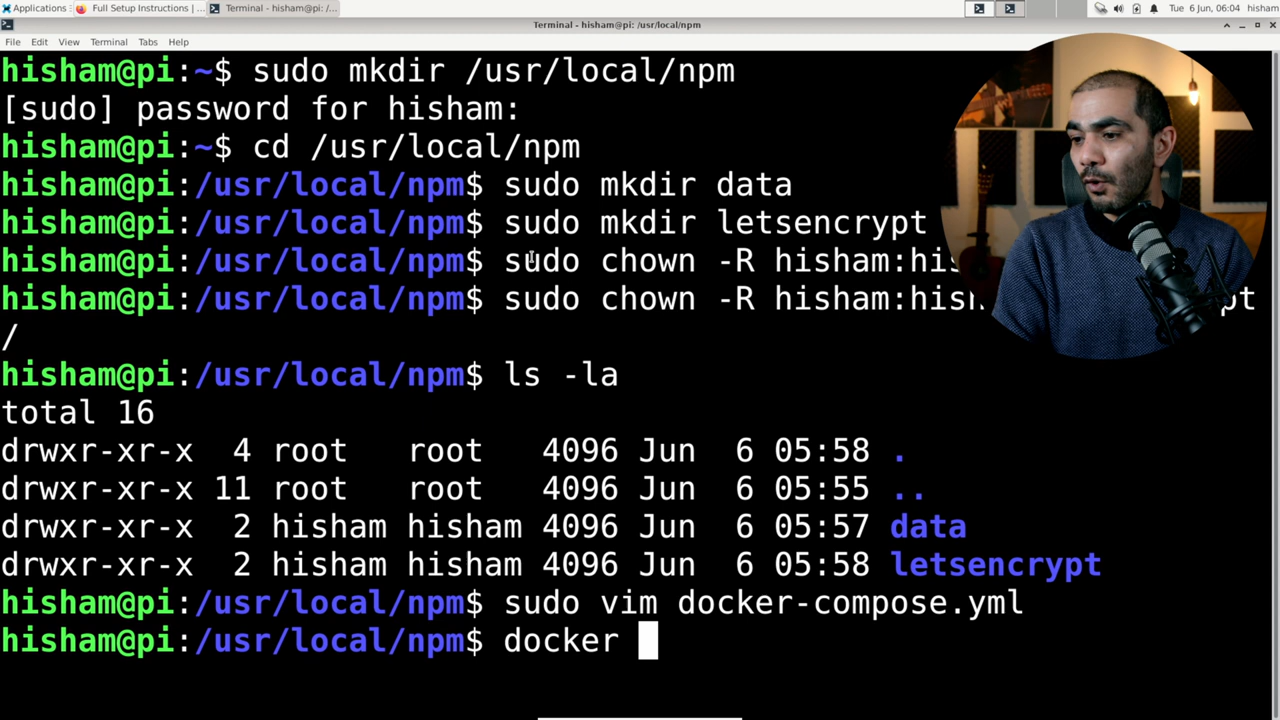 Applications
Full Setup Instructions | ...
Terminal - hisham@pi: /...
Tue 6 Jun, 06:04 hisham
Terminal - hisham@pi: /usr/local/npm
File Edit View Terminal Tabs Help
hisham@pi:~$ sudo mkdir /usr/local/npm
[sudo] password for hisham:
hisham@pi:~$ cd /usr/local/npm
hisham@pi:/usr/local/npm$ sudo mkdir data
hisham@pi:/usr/local/npm$ sudo mkdir letsencrypt
hisham@pi:/usr/local/npm$ sudo chown -R hisham:his
hisham@pi:/usr/local/npm$ sudo chown -R hisham:hish pt
/
hisham@pi:/usr/local/npm$ ls -la
total 16
drwxr-xr-x 4 root root 4096 Jun 6 05:58 .
drwxr-xr-x 11 root root 4096 Jun 6 05:55 ..
drwxr-xr-x 2 hisham hisham 4096 Jun 6 05:57 data
drwxr-xr-x 2 hisham hisham 4096 Jun 6 05:58 letsencrypt
hisham@pi:/usr/local/npm$ sudo vim docker-compose.yml
hisham@pi:/usr/local/npm$ docker